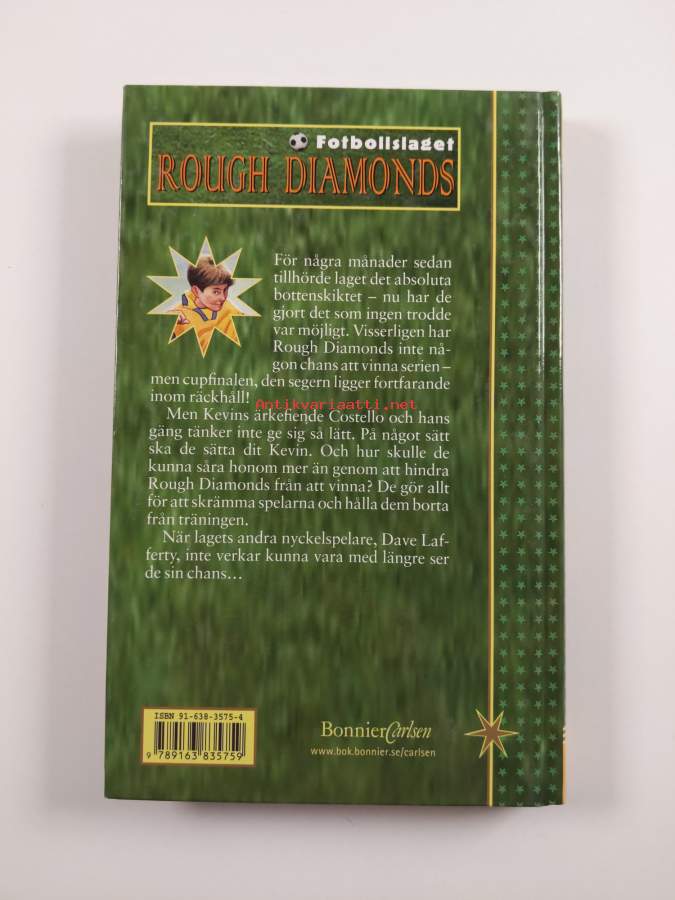 Fotbollslaget
ROUGH DIAMONDS
För några månader sedan
tillhörde laget det absoluta
bottenskiktet – nu har de
gjort det som ingen trodde
var möjligt. Visserligen har
Rough Diamonds inte nå-
gon chans att vinna serien –
men cupfinalen, den segern ligger fortfarande
inom räckhåll!
Antikvariaatti.net
Men Kevins ärkefiende Costello och hans
gäng tänker inte ge sig så lätt. På något sätt
ska de sätta dit Kevin. Och hur skulle de
kunna såra honom mer än genom att hindra
Rough Diamonds från att vinna? De gör allt
för att skrämma spelarna och hålla dem borta
från träningen.
När lagets andra nyckelspelare, Dave Laf-
ferty, inte verkar kunna vara med längre ser
de sin chans...
ISBN 91-638-3575-4
9 789163 835759
BonnierCarlsen
www.bok.bonnier.se/carlsen